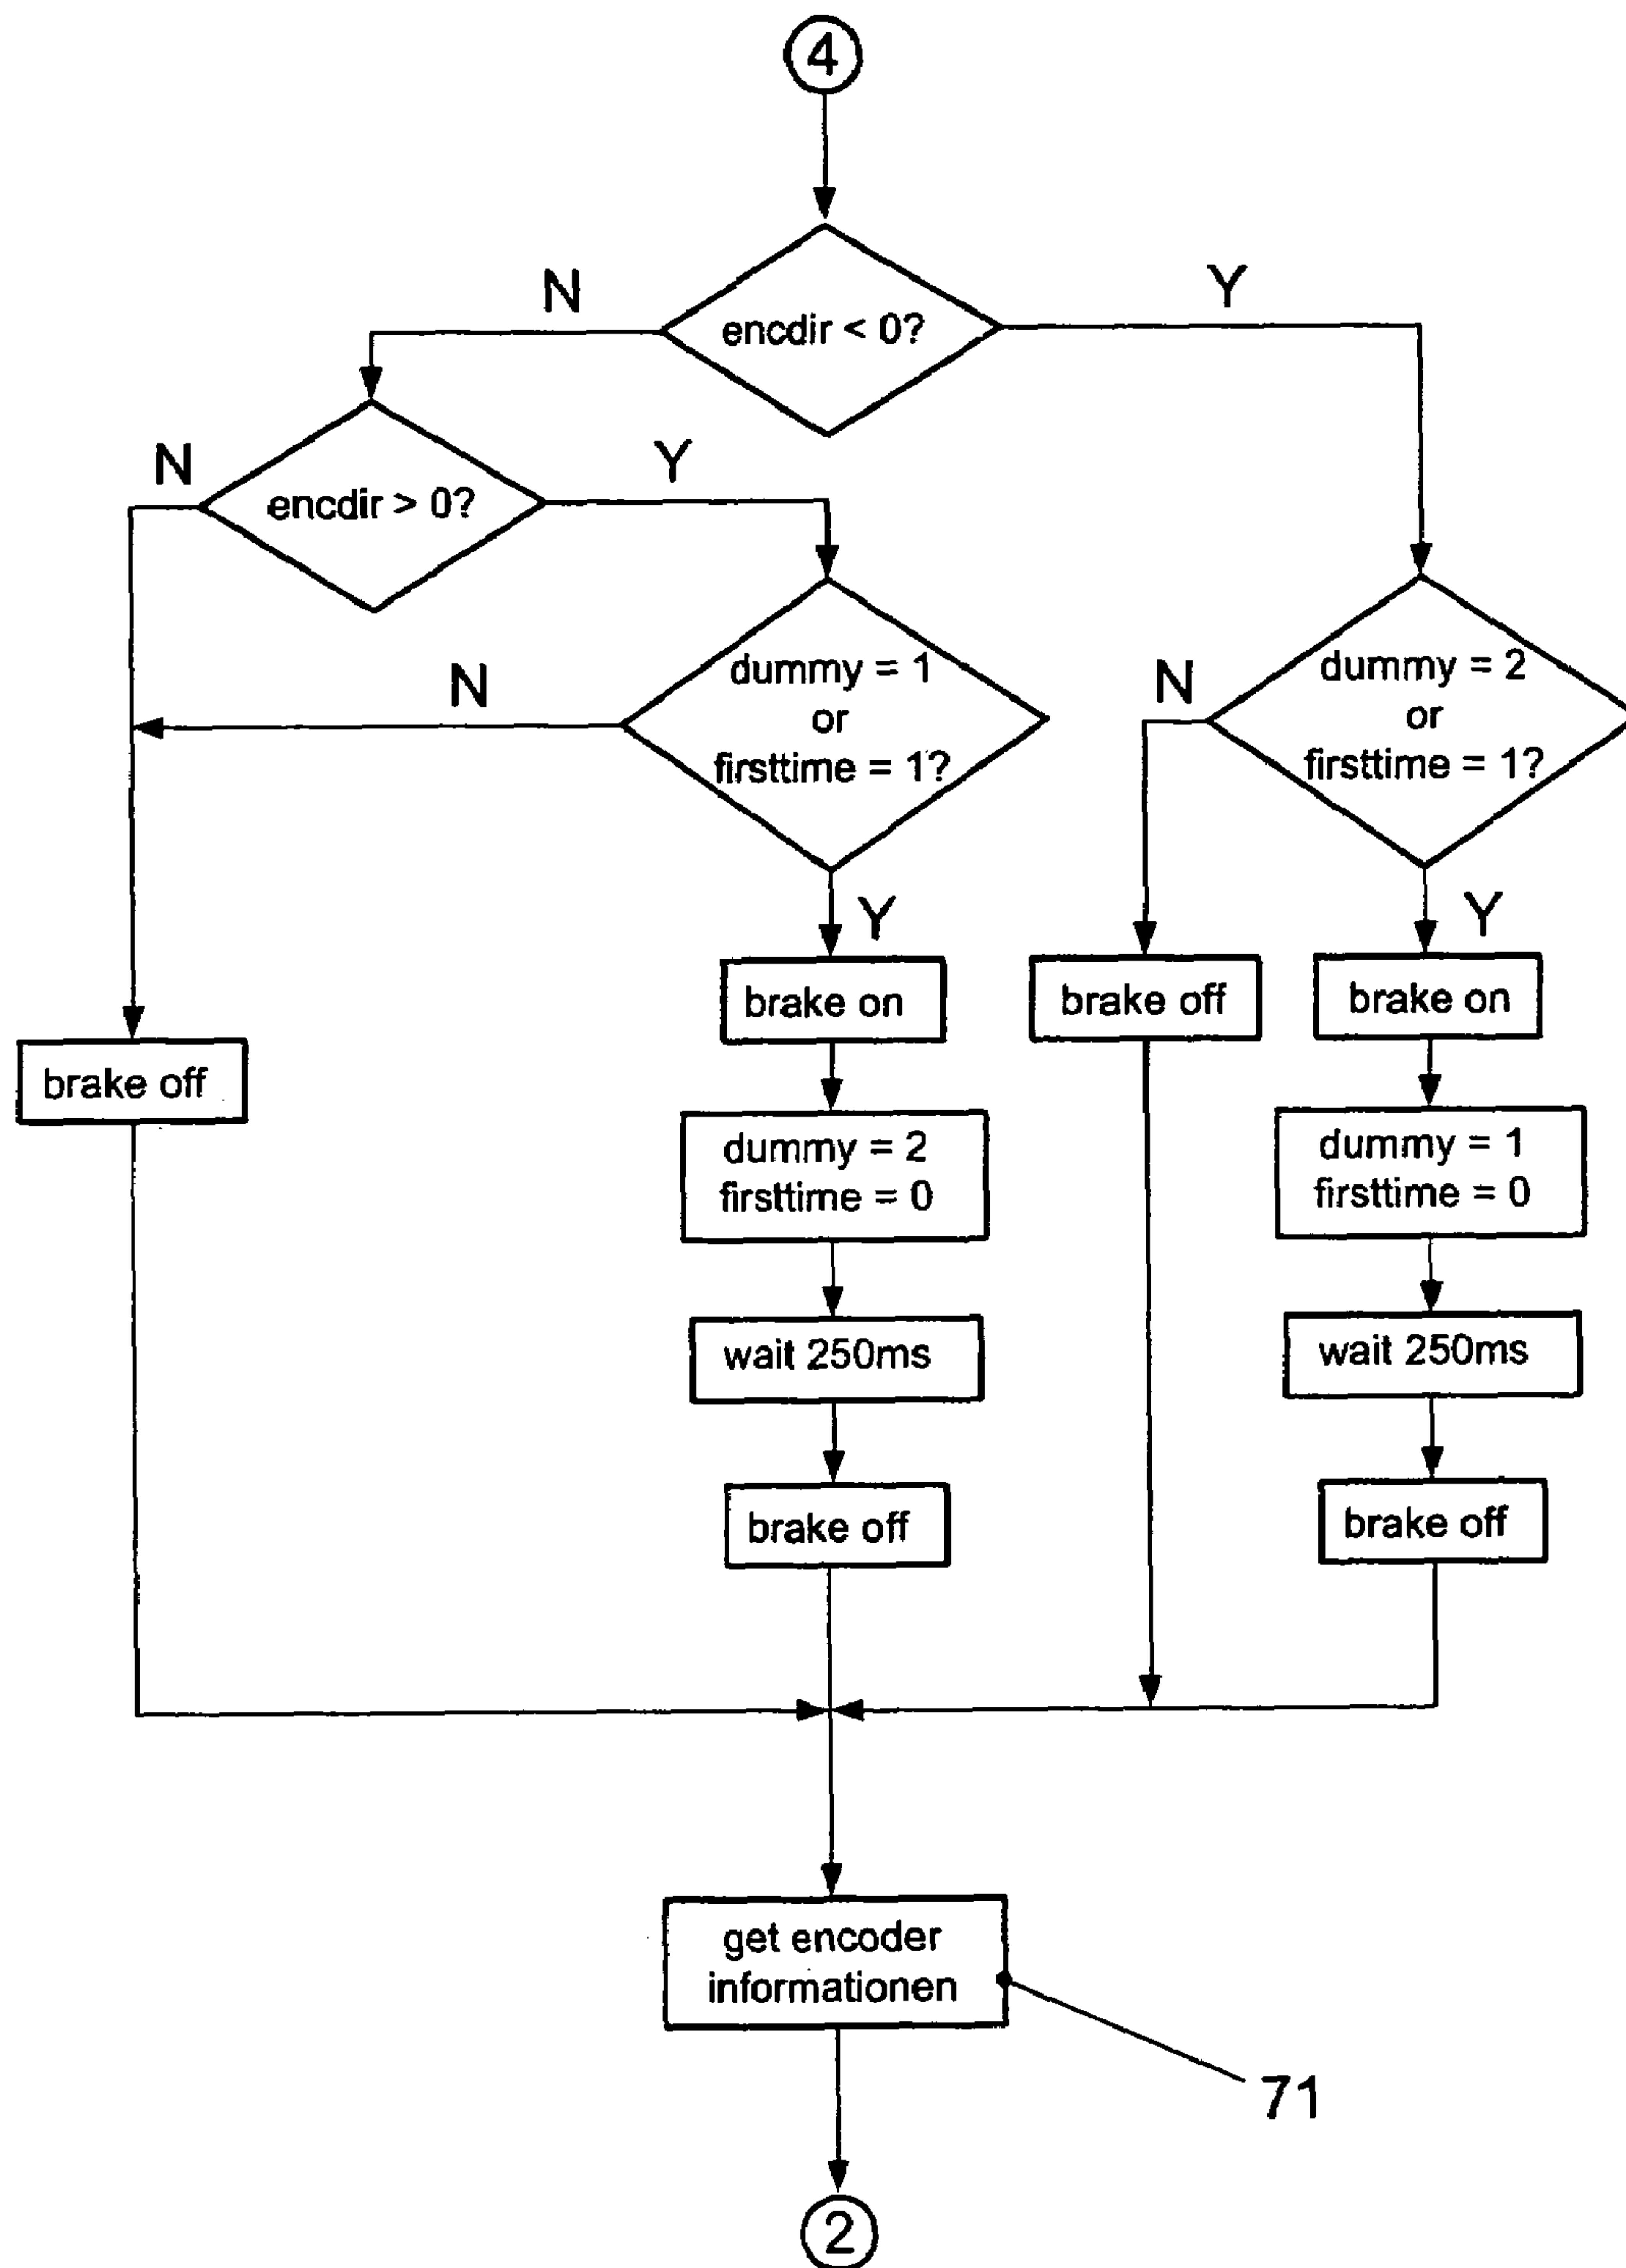 4
N
Y
encdir < 0?
N
Y
encdir > 0?
N
dummy = 1
or
firsttime = 1?
N
dummy = 2
or
firsttime = 1?
Y
Y
brake on
brake off
brake on
brake off
dummy = 2
firsttime = 0
dummy = 1
firsttime = 0
wait 250ms
wait 250ms
brake off
brake off
get encoder
informationen
71
2